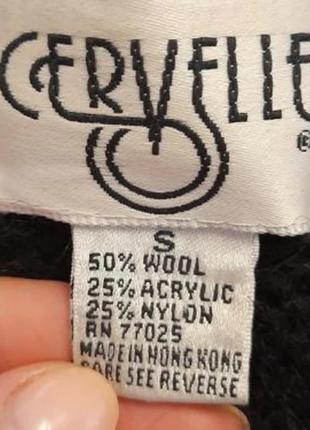 CERVELLE
®
S
50% WOOL
25% ACRYLIC
25% NYLON
RN 77025
MADE IN HONG KONG
CARE SEE REVERSE